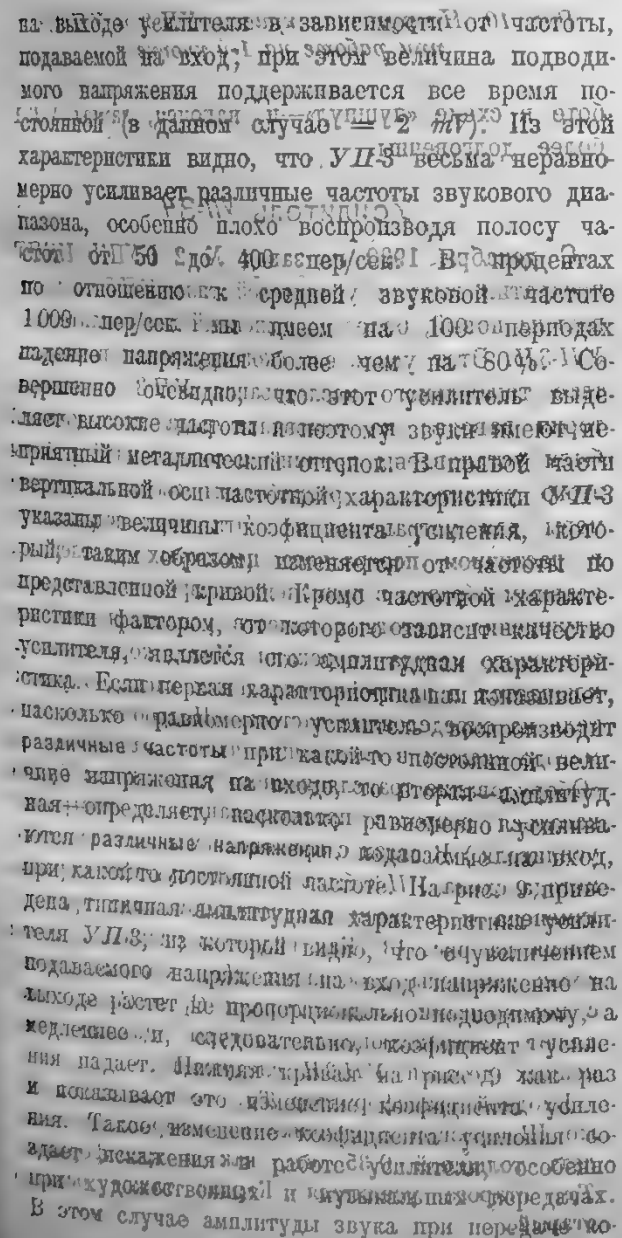 на выходе усилителя в зависимости от частоты,
подаваемой на вход; при этом величина подводи-
мого напряжения поддерживается все время по-
стоянной (в данном случае = 2 mV). Из этой
характеристики видно, что УП-3 весьма неравно-
мерно усиливает различные частоты звукового диа-
пазона, особенно плохо воспроизводя полосу ча-
стот от 50 до 400 пер/сек. В процентах
по отношению к средней звуковой частоте
1000 пер/сек. мы имеем на 100 периодах
падение напряжения более чем на 80%. Со-
вершенно очевидно, что этот усилитель выде-
ляет высокие частоты и поэтому звуки имеют не-
приятный металлический оттенок. В правой части
вертикальной оси частотной характеристики УП-3
указаны величины коэфициента усиления, кото-
рый, таким образом, изменяется от частоты по
представленной кривой. Кроме частотной характе-
ристики фактором, от которого зависит качество
усилителя, является его амплитудная характери-
стика. Если первая характеристика нам показывает,
насколько равномерно усилитель воспроизводит
различные частоты при какой-то постоянной вели-
чине напряжения на входе, то вторая — амплитуд-
ная — определяет, насколько равномерно усилива-
ются различные напряжения, подаваемые на вход,
при какой-то постоянной частоте. На рис. приве-
дена типичная амплитудная характеристика усили-
теля УП-3, из которой видно, что с увеличением
подаваемого напряжения на вход напряжение на
выходе растет не пропорционально подводимому, а
медленнее и, следовательно, коэфициент усиле-
ния падает. Нижняя кривая на рис. как раз
и показывает это изменение коэфициента усиле-
ния. Такое изменение коэфициента усиления со-
здает искажения в работе усилителя, особенно
при художественных и музыкальных передачах.
В этом случае амплитуды звука при передаче ко-